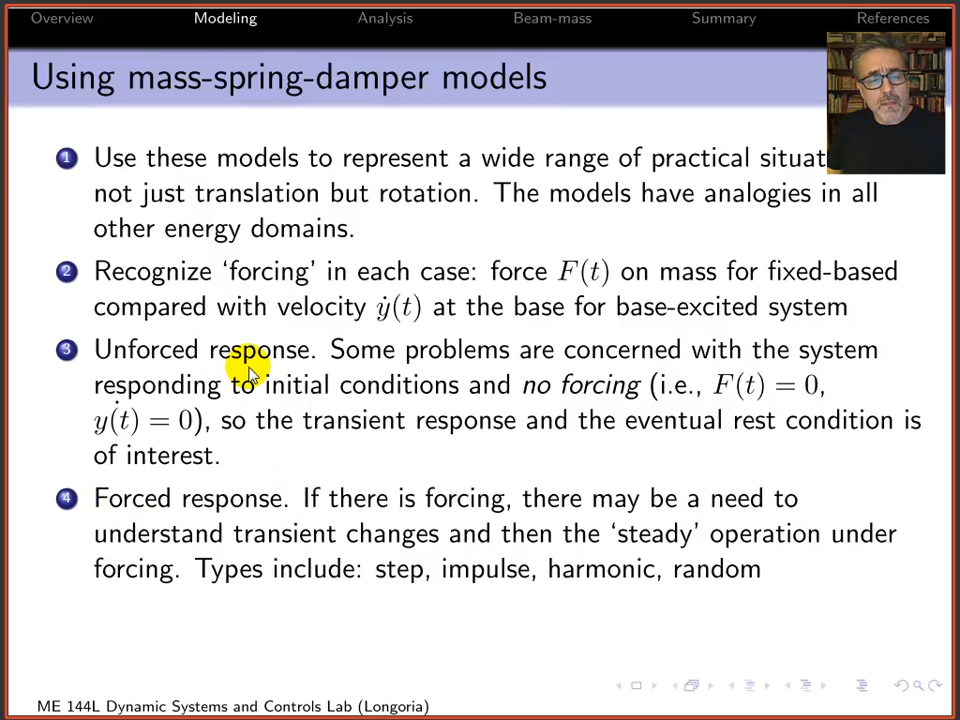 Overview Modeling Analysis Beam-mass Summary References
Using mass-spring-damper models
1 Use these models to represent a wide range of practical
not just translation but rotation. The models have analogies in all
other energy domains.
2 Recognize ‘forcing’ in each case: force F(t) on mass for fixed-based
compared with velocity ẏ(t) at the base for base-excited system
3 Unforced response. Some problems are concerned with the system
responding to initial conditions and no forcing (i.e., F(t) = 0,
ẏ(t) = 0), so the transient response and the eventual rest condition is
of interest.
4 Forced response. If there is forcing, there may be a need to
understand transient changes and then the ‘steady’ operation under
forcing. Types include: step, impulse, harmonic, random
ME 144L Dynamic Systems and Controls Lab (Longoria)